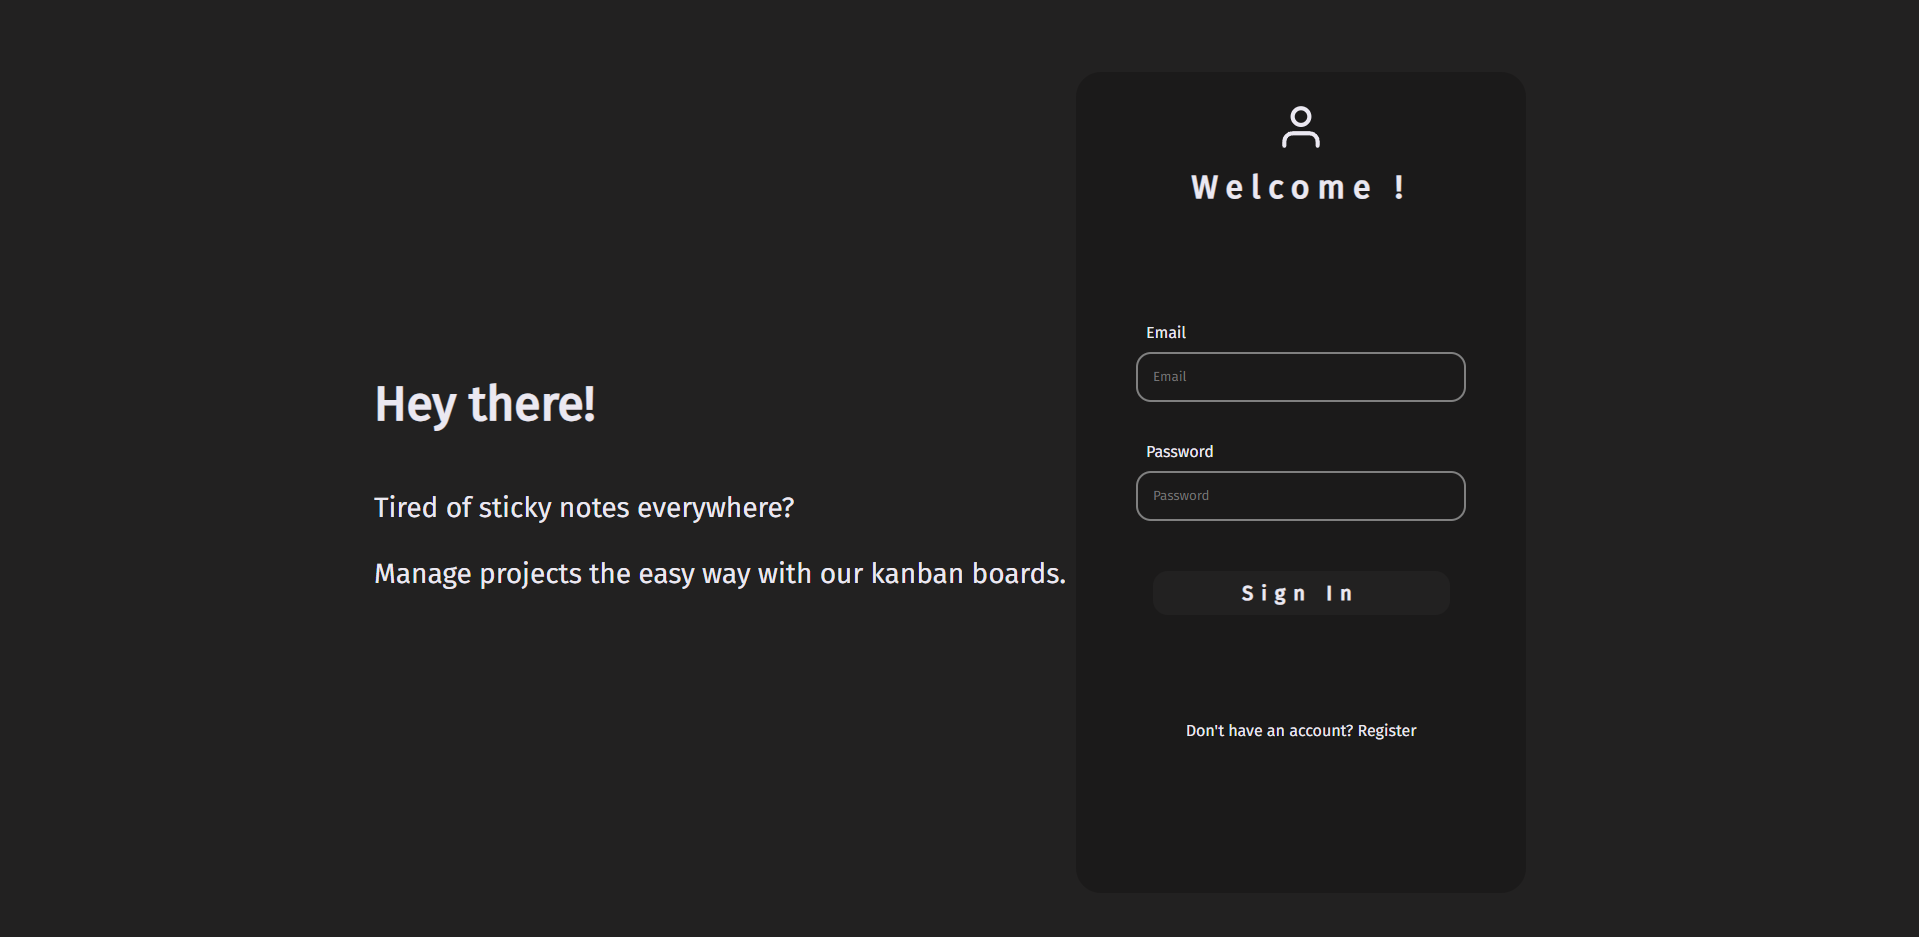 Hey there!
Tired of sticky notes everywhere?
Manage projects the easy way with our kanban boards.
Welcome !
Email
Email
Password
Password
Sign In
Don't have an account? Register